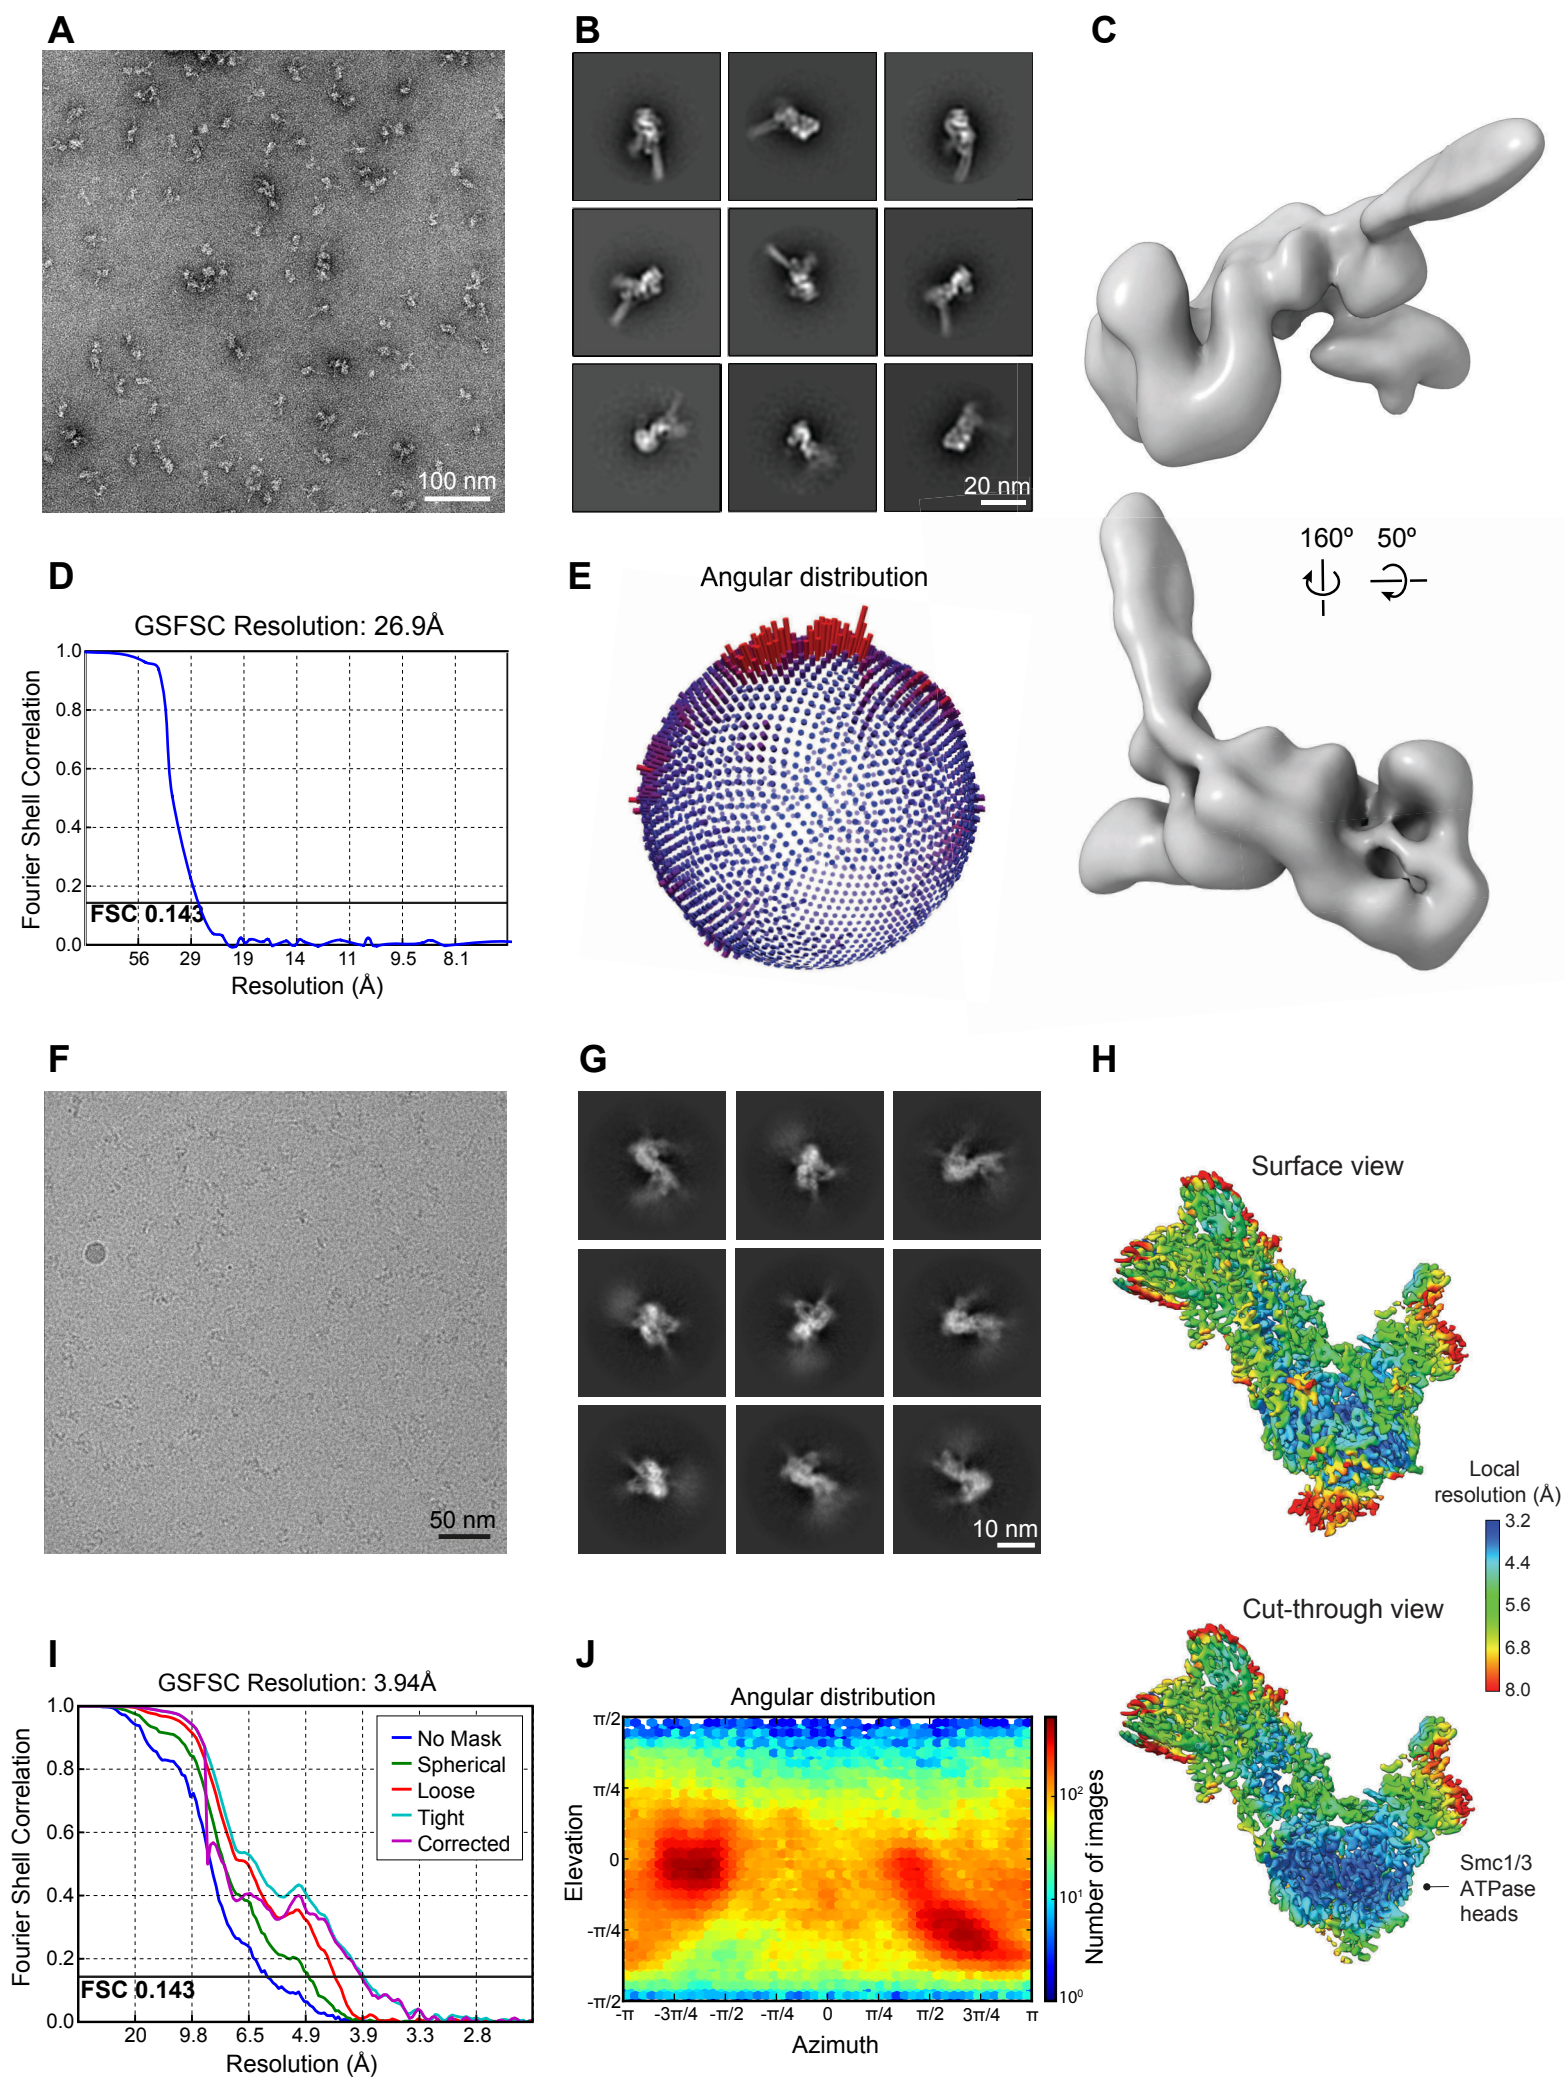 A
B
C
100 nm
20 nm
160º 50º
D
GSFSC Resolution: 26.9Å
Fourier Shell Correlation
1.0
0.8
0.6
0.4
0.2
0.0
FSC 0.143
56 29 19 14 11 9.5 8.1
Resolution (Å)
E
Angular distribution
F
50 nm
G
10 nm
H
Surface view
Local
resolution (Å)
3.2
4.4
5.6
6.8
8.0
Cut-through view
Smc1/3
ATPase
heads
I
GSFSC Resolution: 3.94Å
Fourier Shell Correlation
1.0
0.8
0.6
0.4
0.2
0.0
No Mask
Spherical
Loose
Tight
Corrected
FSC 0.143
20 9.8 6.5 4.9 3.9 3.3 2.8
Resolution (Å)
J
Angular distribution
Elevation
π/2
π/4
0
-π/4
-π/2
-π -3π/4 -π/2 -π/4 0 π/4 π/2 3π/4 π
Azimuth
10²
10¹
10⁰
Number of images